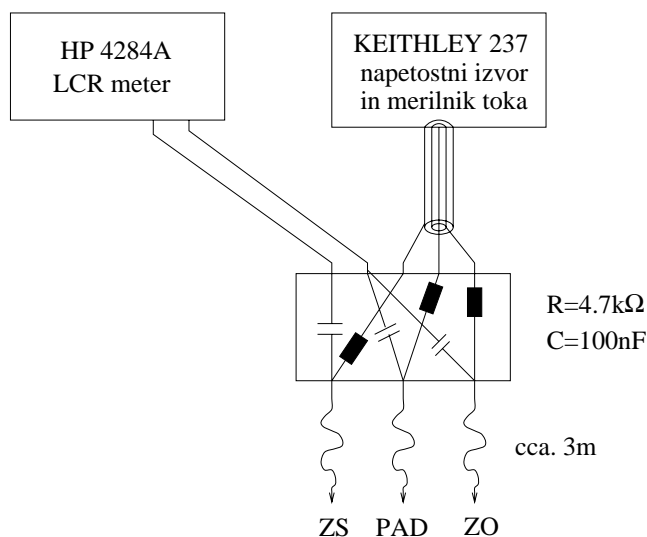 HP 4284A
LCR meter
KEITHLEY 237
napetostni izvor
in merilnik toka
R=4.7kΩ
C=100nF
cca. 3m
ZS PAD ZO